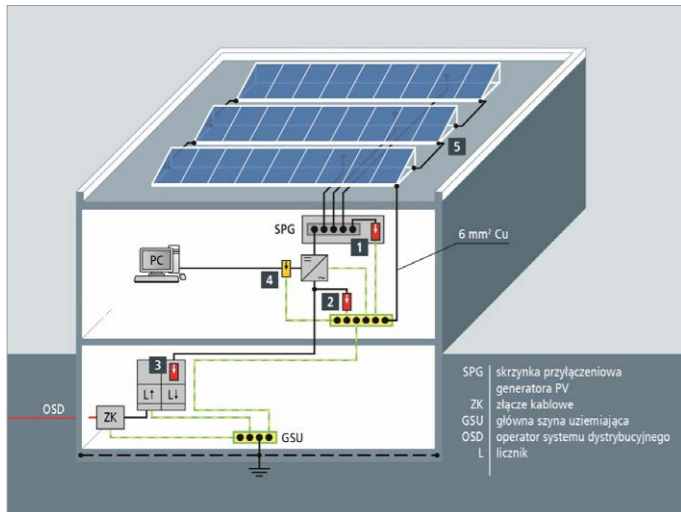 5
SPG
1
6 mm² Cu
PC
4
2
3
L↑ L↓
OSD
ZK
GSU
SPG skrzynka przyłączeniowa
generatora PV
ZK złącze kablowe
GSU główna szyna uziemiająca
OSD operator systemu dystrybucyjnego
L licznik